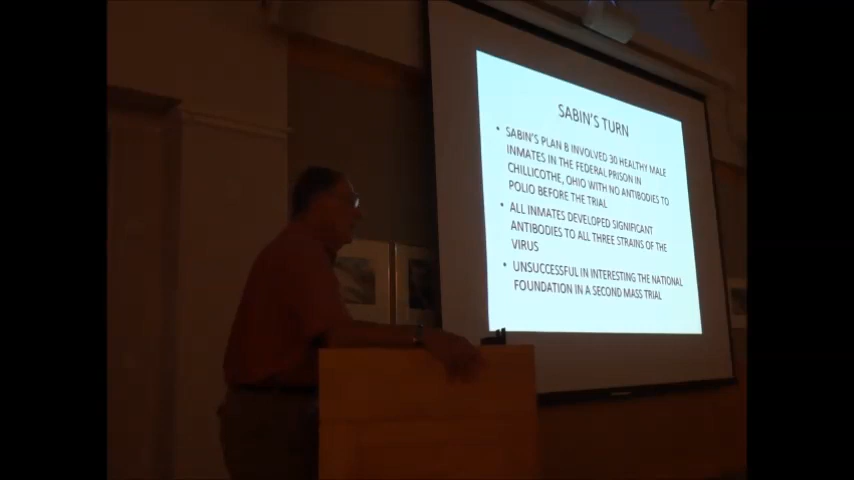 SABIN'S TURN
• SABIN'S PLAN B INVOLVED 30 HEALTHY MALE
INMATES IN THE FEDERAL PRISON IN
CHILLICOTHE, OHIO WITH NO ANTIBODIES TO
POLIO BEFORE THE TRIAL
• ALL INMATES DEVELOPED SIGNIFICANT
ANTIBODIES TO ALL THREE STRAINS OF THE
VIRUS
• UNSUCCESSFUL IN INTERESTING THE NATIONAL
FOUNDATION IN A SECOND MASS TRIAL